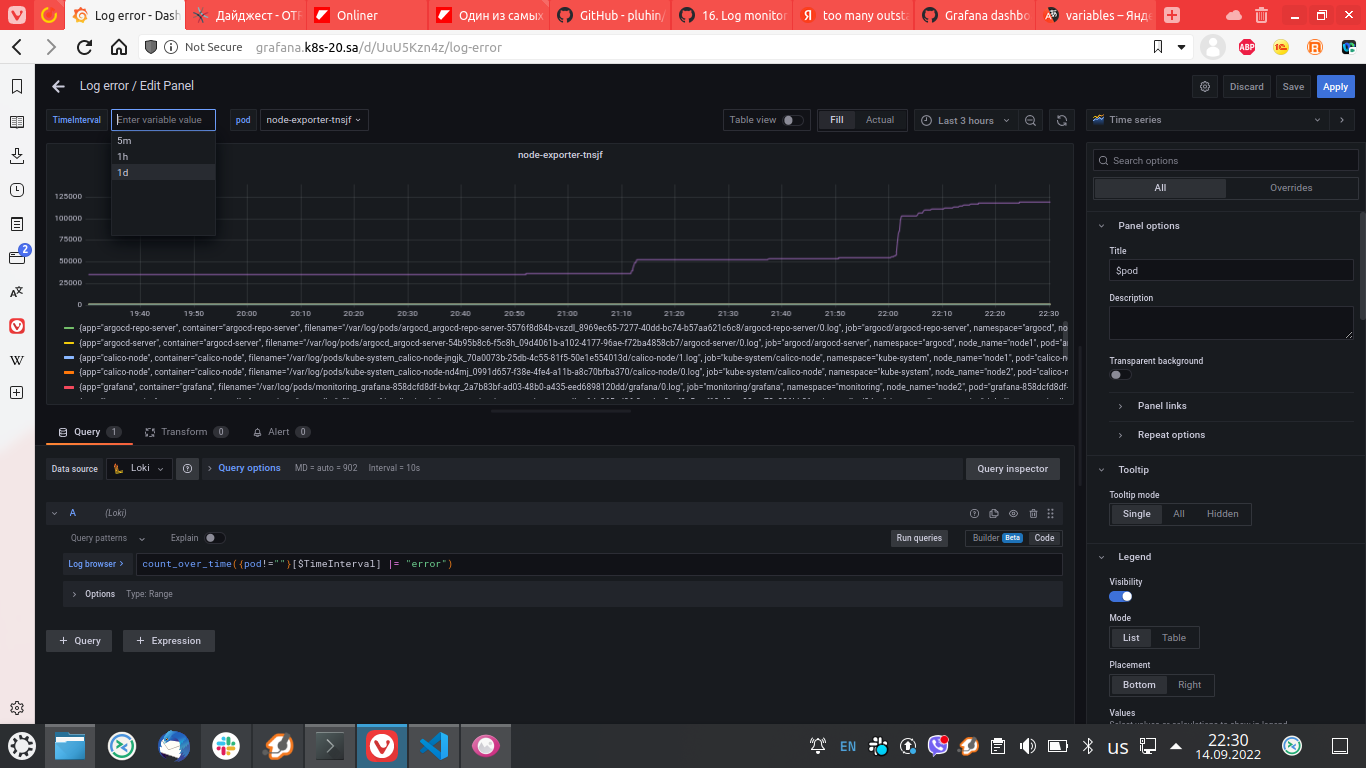 Log error - Dash
Дайджест - OTR
Onliner
Один из самых
GitHub - pluhin/
16. Log monitor
too many outsta
Grafana dashbo
variables – Янде
Not Secure grafana.k8s-20.sa/d/UuU5Kzn4z/log-error
ABP
Log error / Edit Panel
Discard
Save
Apply
TimeInterval
Enter variable value
pod
node-exporter-tnsjf
Table view
Fill
Actual
Last 3 hours
Time series
5m
1h
1d
node-exporter-tnsjf
125000
100000
75000
50000
25000
0
19:40 19:50 20:00 20:10 20:20 20:30 20:40 20:50 21:00 21:10 21:20 21:30 21:40 21:50 22:00 22:10 22:20 22:30
{app="argocd-repo-server", container="argocd-repo-server", filename="/var/log/pods/argocd_argocd-repo-server-5576f8d84b-vszdl_8969ec65-7277-40dd-bc74-b57aa621c6c8/argocd-repo-server/0.log", job="argocd/argocd-repo-server", namespace="argocd", no
{app="argocd-server", container="argocd-server", filename="/var/log/pods/argocd_argocd-server-54b95b8c6-f5c8h_09d4061b-a102-4177-96ae-f72ba4858cb7/argocd-server/0.log", job="argocd/argocd-server", namespace="argocd", node_name="node1", pod="
{app="calico-node", container="calico-node", filename="/var/log/pods/kube-system_calico-node-jngjk_70a0073b-25db-4c55-81f5-50e1e554013d/calico-node/1.log", job="kube-system/calico-node", namespace="kube-system", node_name="node1", pod="calico-n
{app="calico-node", container="calico-node", filename="/var/log/pods/kube-system_calico-node-nd4mj_0991d657-f38e-4fe4-a11b-a8c70bfba370/calico-node/0.log", job="kube-system/calico-node", namespace="kube-system", node_name="node2", pod="calico-n
{app="grafana", container="grafana", filename="/var/log/pods/monitoring_grafana-858dcfd8df-bvkqr_2a7b83bf-ad03-48b0-a435-eed6898120dd/grafana/0.log", job="monitoring/grafana", namespace="monitoring", node_name="node2", pod="grafana-858dcfd8df-
Search options
All
Overrides
Panel options
Title
$pod
Description
Transparent background
Panel links
Repeat options
Tooltip
Tooltip mode
Single
All
Hidden
Legend
Visibility
Mode
List
Table
Placement
Bottom
Right
Values
Select values or calculations to show in legend
Query 1
Transform 0
Alert 0
Data source
Loki
Query options
MD = auto = 902
Interval = 10s
Query inspector
A
(Loki)
Query patterns
Explain
Run queries
Builder Beta
Code
Log browser >
count_over_time({pod!=""}[$TimeInterval] |= "error")
Options
Type: Range
+ Query
+ Expression
2
EN
us
22:30
14.09.2022